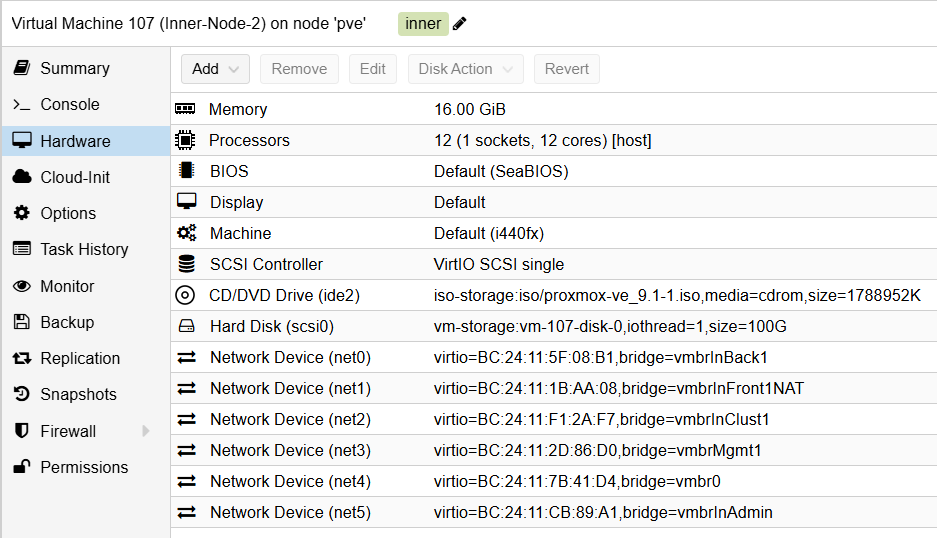 Virtual Machine 107 (Inner-Node-2) on node 'pve' inner
Summary
Console
Hardware
Cloud-Init
Options
Task History
Monitor
Backup
Replication
Snapshots
Firewall
Permissions
Add Remove Edit Disk Action Revert
Memory 16.00 GiB
Processors 12 (1 sockets, 12 cores) [host]
BIOS Default (SeaBIOS)
Display Default
Machine Default (i440fx)
SCSI Controller VirtIO SCSI single
CD/DVD Drive (ide2) iso-storage:iso/proxmox-ve_9.1-1.iso,media=cdrom,size=1788952K
Hard Disk (scsi0) vm-storage:vm-107-disk-0,iothread=1,size=100G
Network Device (net0) virtio=BC:24:11:5F:08:B1,bridge=vmbrInBack1
Network Device (net1) virtio=BC:24:11:1B:AA:08,bridge=vmbrInFront1NAT
Network Device (net2) virtio=BC:24:11:F1:2A:F7,bridge=vmbrInClust1
Network Device (net3) virtio=BC:24:11:2D:86:D0,bridge=vmbrMgmt1
Network Device (net4) virtio=BC:24:11:7B:41:D4,bridge=vmbr0
Network Device (net5) virtio=BC:24:11:CB:89:A1,bridge=vmbrInAdmin